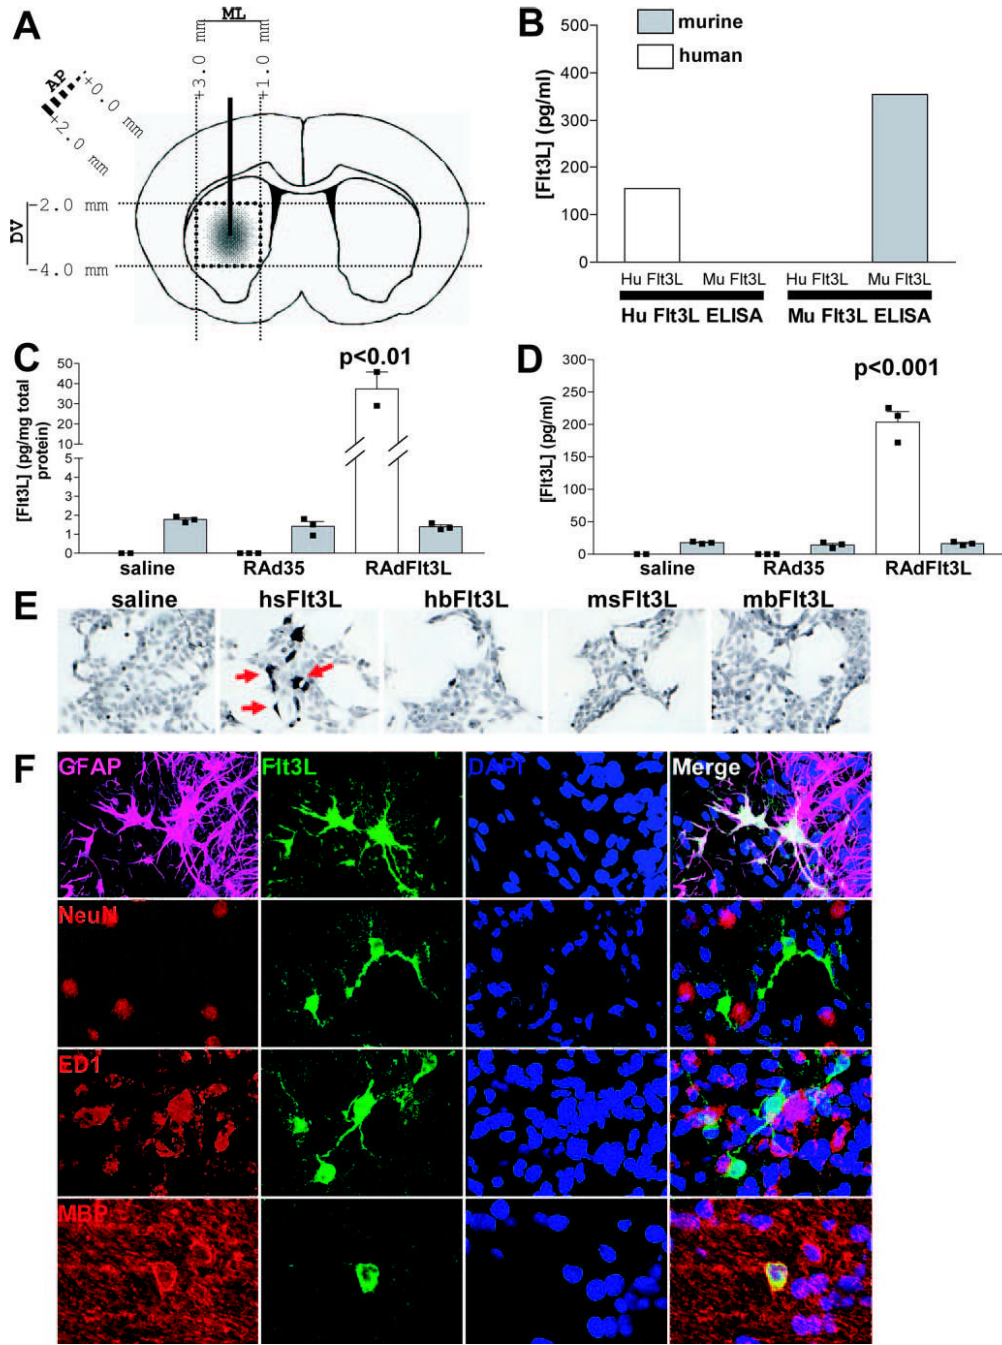 A
ML
+3.0 mm
+1.0 mm
AP
+0.0 mm
+2.0 mm
DV
-2.0 mm
-4.0 mm
B
[Flt3L] (pg/ml)
500
400
300
200
100
0
murine
human
Hu Flt3L Mu Flt3L Hu Flt3L Mu Flt3L
Hu Flt3L ELISA Mu Flt3L ELISA
C
p<0.01
[Flt3L] (pg/mg total
protein)
50
40
30
20
10
5
4
3
2
1
0
saline RAd35 RAdFlt3L
D
p<0.001
[Flt3L] (pg/ml)
300
250
200
150
100
50
0
saline RAd35 RAdFlt3L
E
saline hsFlt3L hbFlt3L msFlt3L mbFlt3L
F
GFAP Flt3L DAPI Merge
NeuN
ED1
MBP